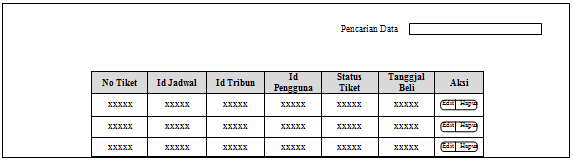 Pencarian Data
No Tiket Id Jadwal Id Tribun Id Pengguna Status Tiket Tanggjal Beli Aksi
xxxxx xxxxx xxxxx xxxxx xxxxx xxxxx Edit Hapus
xxxxx xxxxx xxxxx xxxxx xxxxx xxxxx Edit Hapus
xxxxx xxxxx xxxxx xxxxx xxxxx xxxxx Edit Hapus